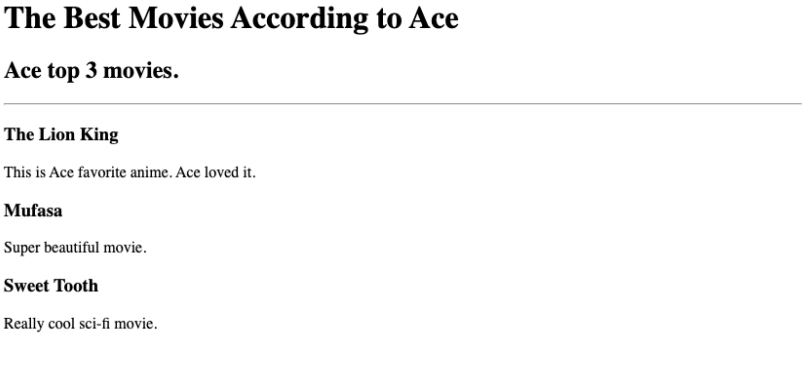 The Best Movies According to Ace
Ace top 3 movies.
The Lion King
This is Ace favorite anime. Ace loved it.
Mufasa
Super beautiful movie.
Sweet Tooth
Really cool sci-fi movie.